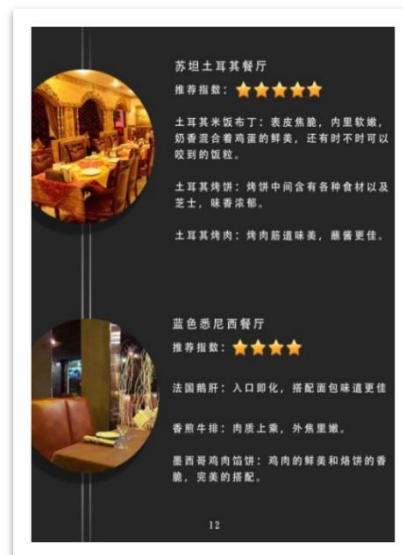 苏坦土耳其餐厅
推荐指数：
土耳其米饭布丁：表皮焦脆，内里软嫩，
奶香混合着鸡蛋的鲜美，还有时不时可以
咬到的饭粒。
土耳其烤饼：烤饼中间含有各种食材以及
芝士，味香浓郁。
土耳其烤肉：烤肉筋道味美，蘸酱更佳。
蓝色悉尼西餐厅
推荐指数：
法国鹅肝：入口即化，搭配面包味道更佳
香煎牛排：肉质上乘，外焦里嫩。
墨西哥鸡肉馅饼：鸡肉的鲜美和烙饼的香
脆，完美的搭配。
12